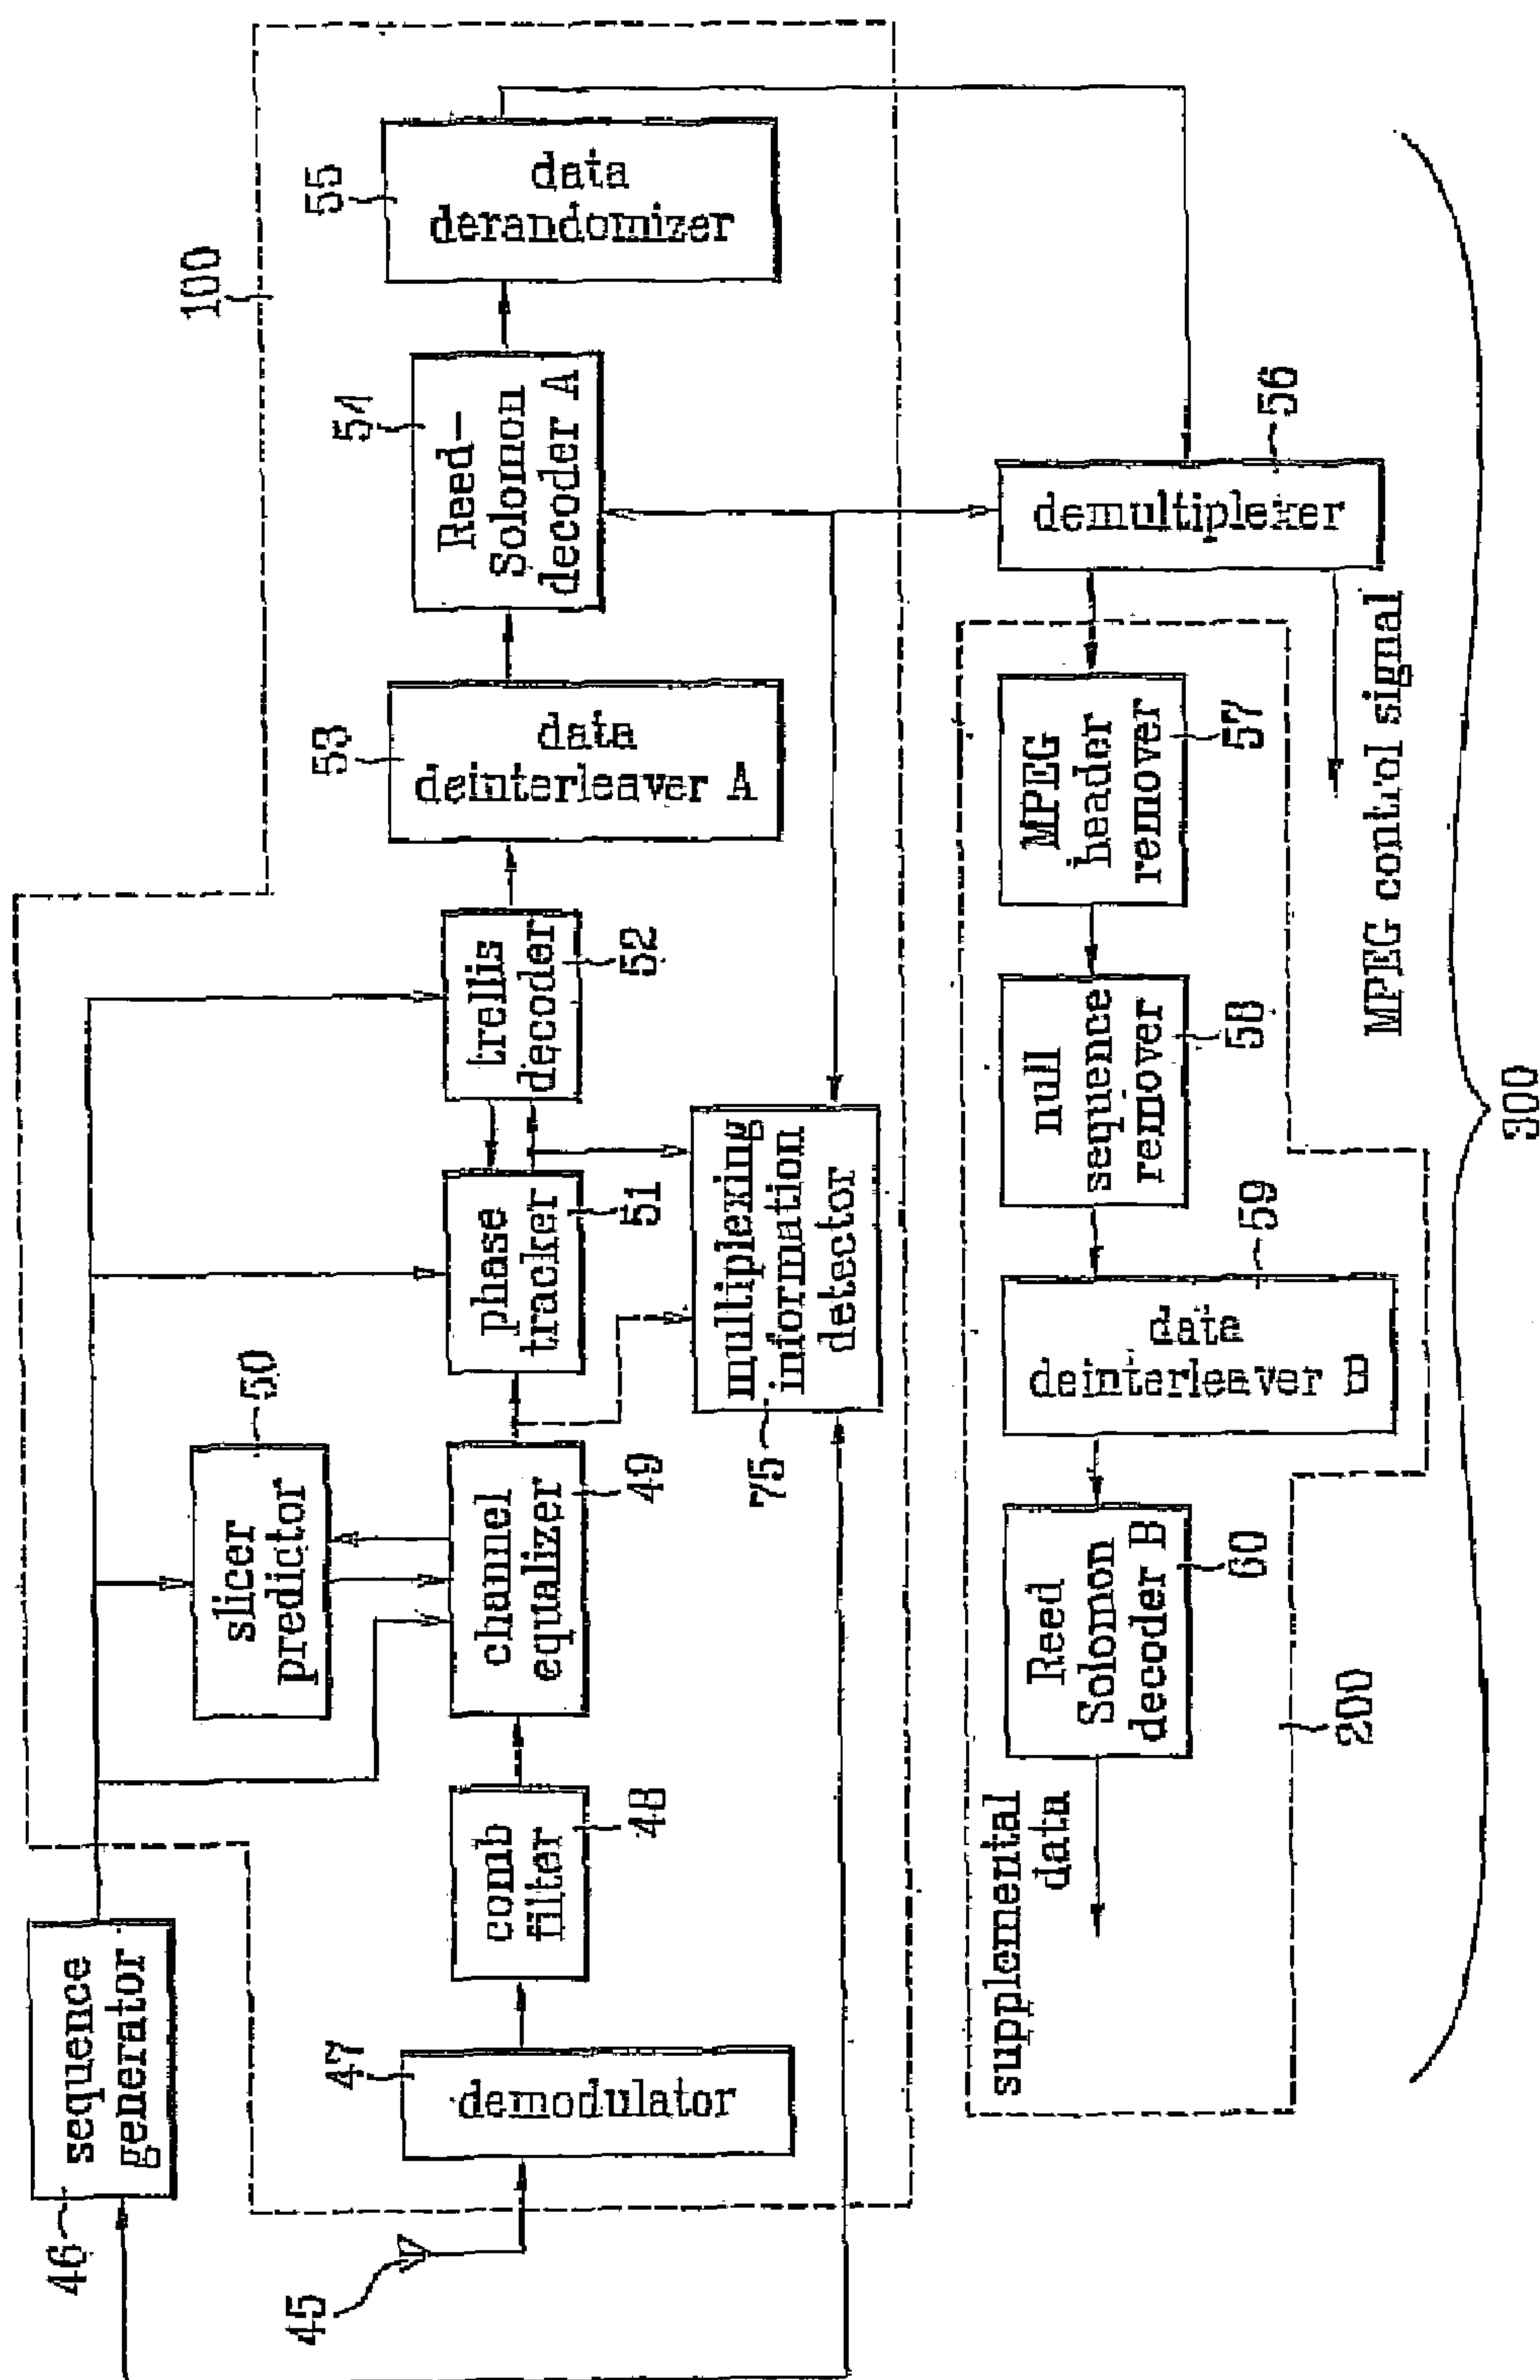 100
46
sequence
generator
slicer
predictor
50
45
47
demodulator
comb
filter
48
channel
equalizer
49
phase
tracker
51
trellis
decoder
52
53
data
deinterleaver A
54
Reed-
Solomon
decoder A
55
data
derandomizer
75
multiplexing
information
detector
supplemental
data
Reed
Solomon
decoder B
60
data
deinterleaver B
59
null
sequence
remover
58
MPEG
header
remover
57
demultiplexer
56
200
MPEG control signal
300